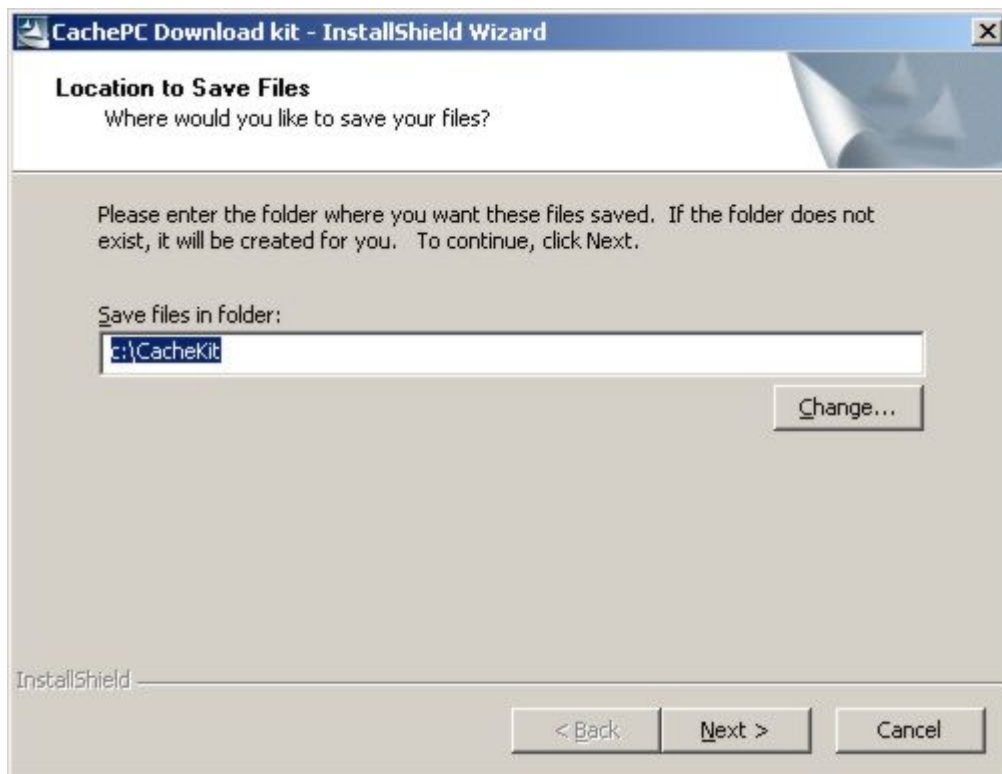 CachePC Download kit - InstallShield Wizard
Location to Save Files
Where would you like to save your files?
Please enter the folder where you want these files saved.  If the folder does not
exist, it will be created for you.   To continue, click Next.
Save files in folder:
c:\CacheKit
Change...
InstallShield
< Back
Next >
Cancel